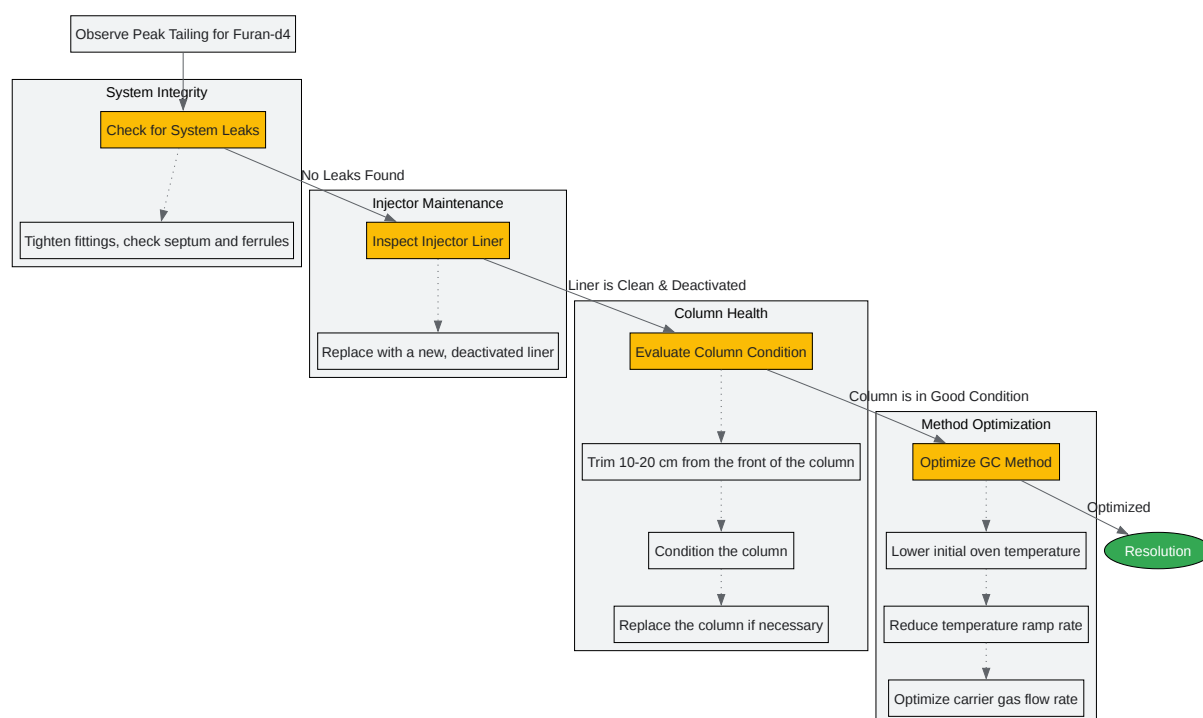 Observe Peak Tailing for Furan-d4
System Integrity
Check for System Leaks
No Leaks Found
Tighten fittings, check septum and ferrules
Injector Maintenance
Inspect Injector Liner
Liner is Clean & Deactivated
Replace with a new, deactivated liner
Column Health
Evaluate Column Condition
Column is in Good Condition
Trim 10-20 cm from the front of the column
Condition the column
Replace the column if necessary
Method Optimization
Optimize GC Method
Optimized
Lower initial oven temperature
Resolution
Reduce temperature ramp rate
Optimize carrier gas flow rate